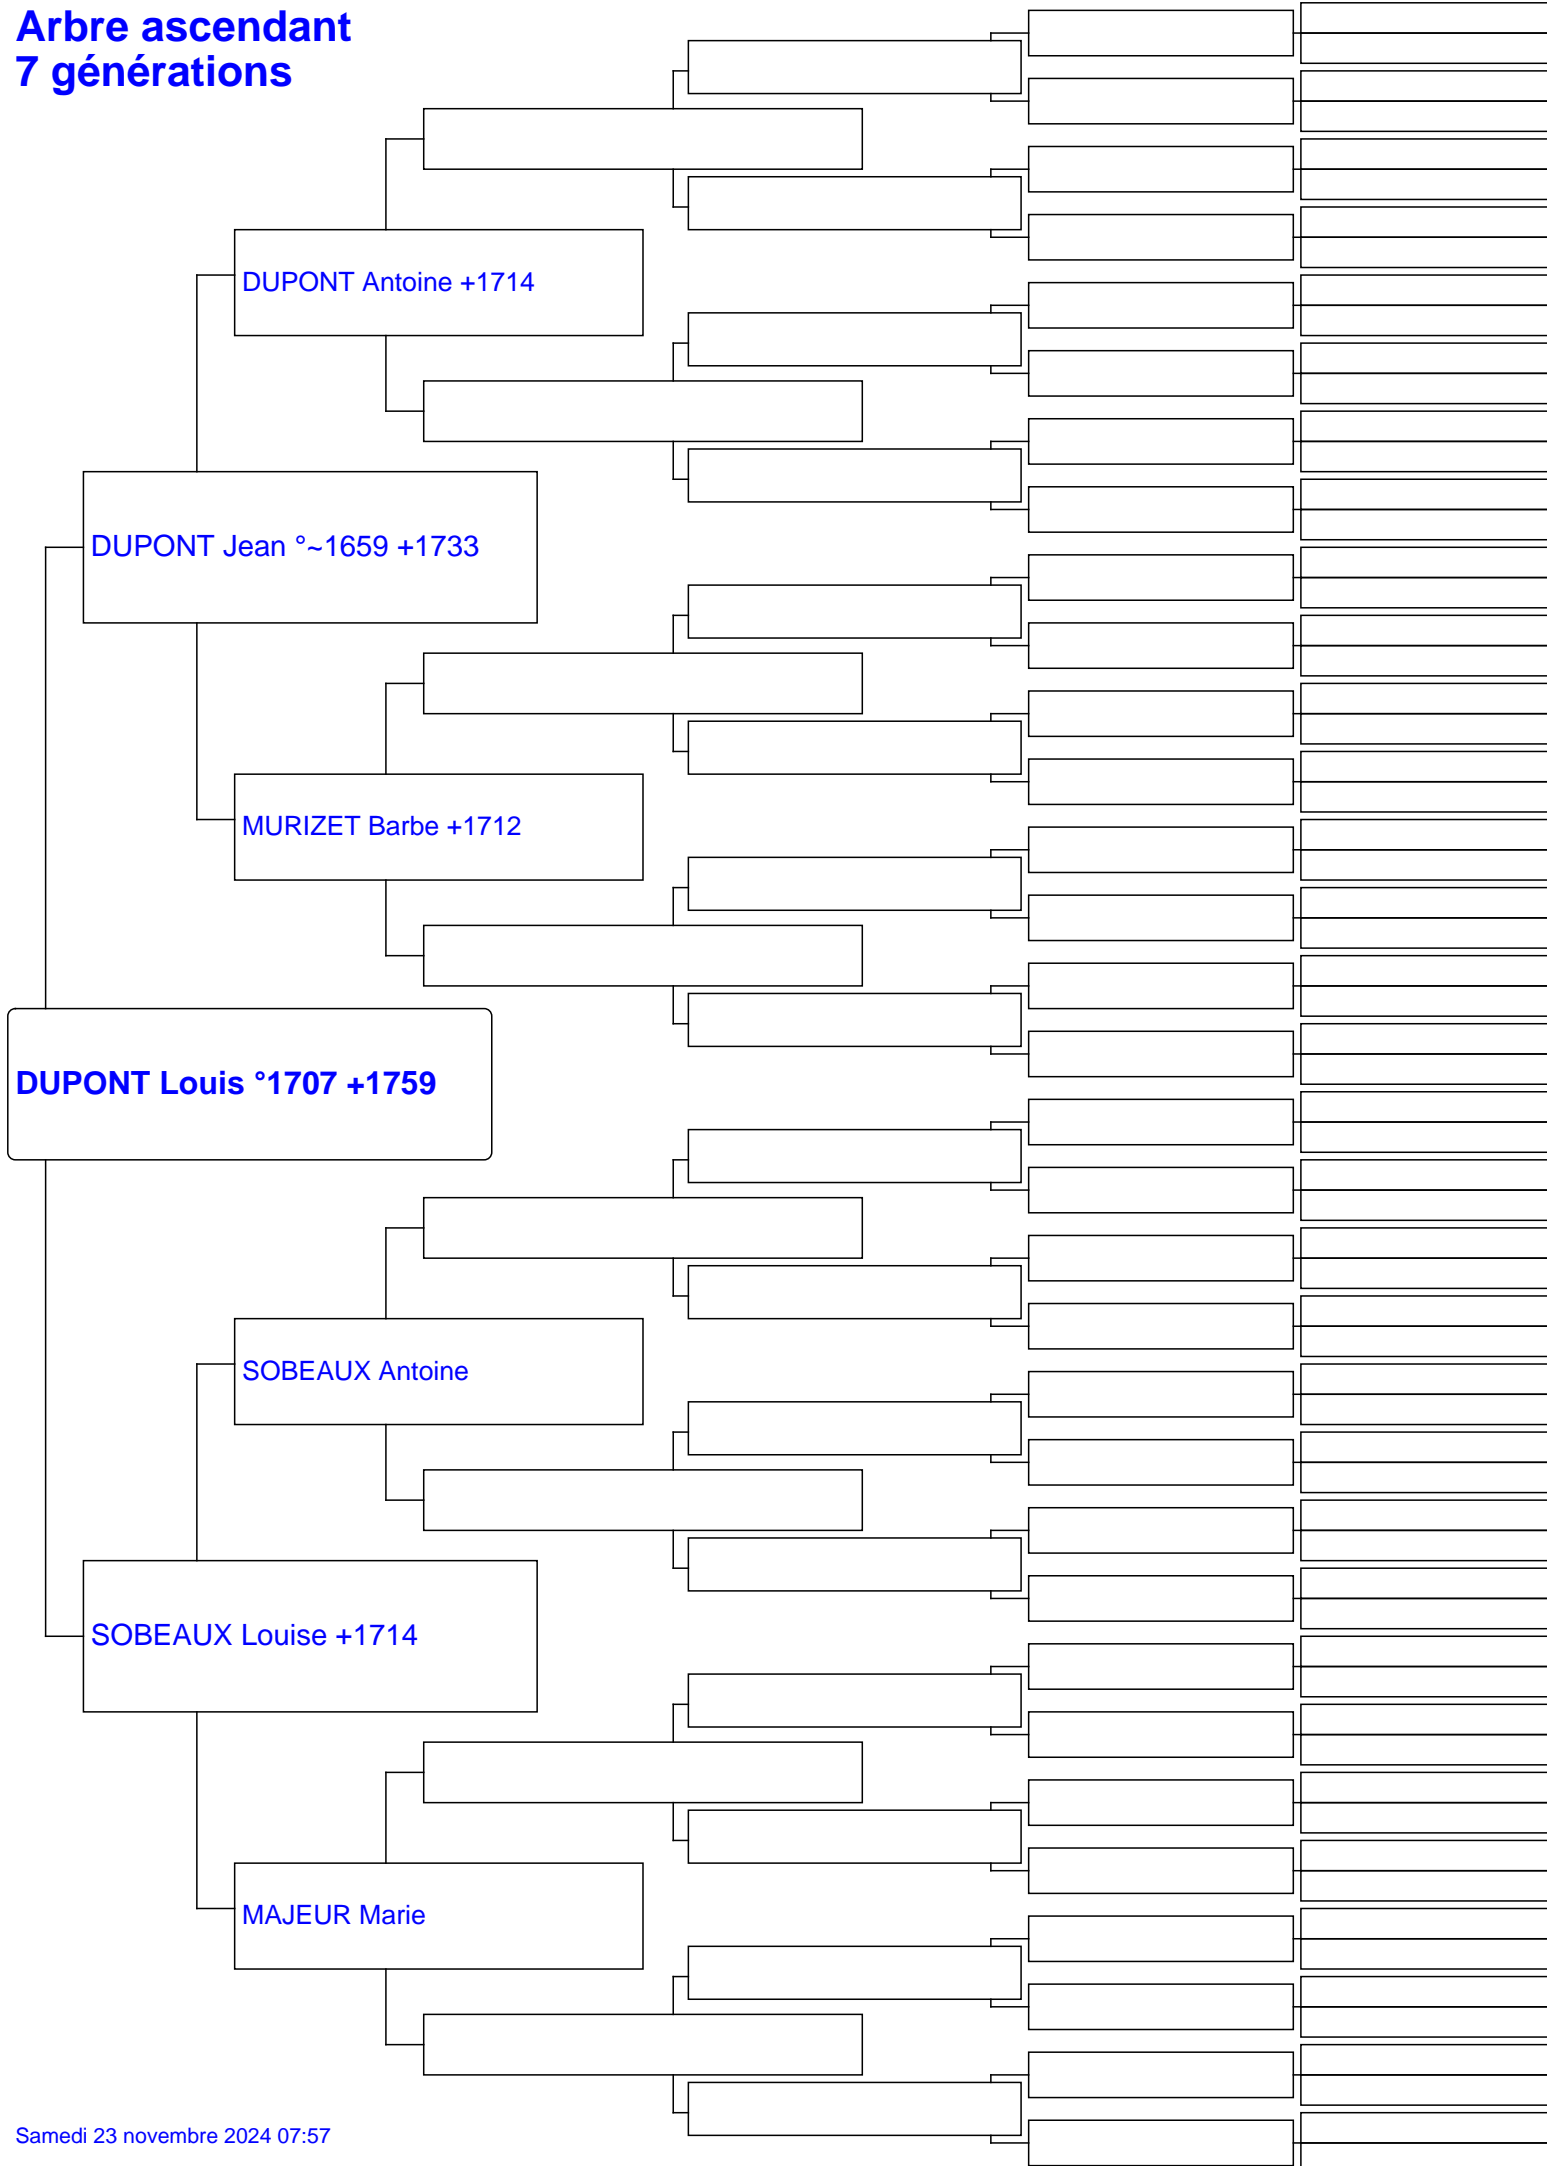 Arbre ascendant
7 générations
DUPONT Antoine +1714
DUPONT Jean °~1659 +1733
MURIZET Barbe +1712
DUPONT Louis °1707 +1759
SOBEAUX Antoine
SOBEAUX Louise +1714
MAJEUR Marie
Samedi 23 novembre 2024 07:57